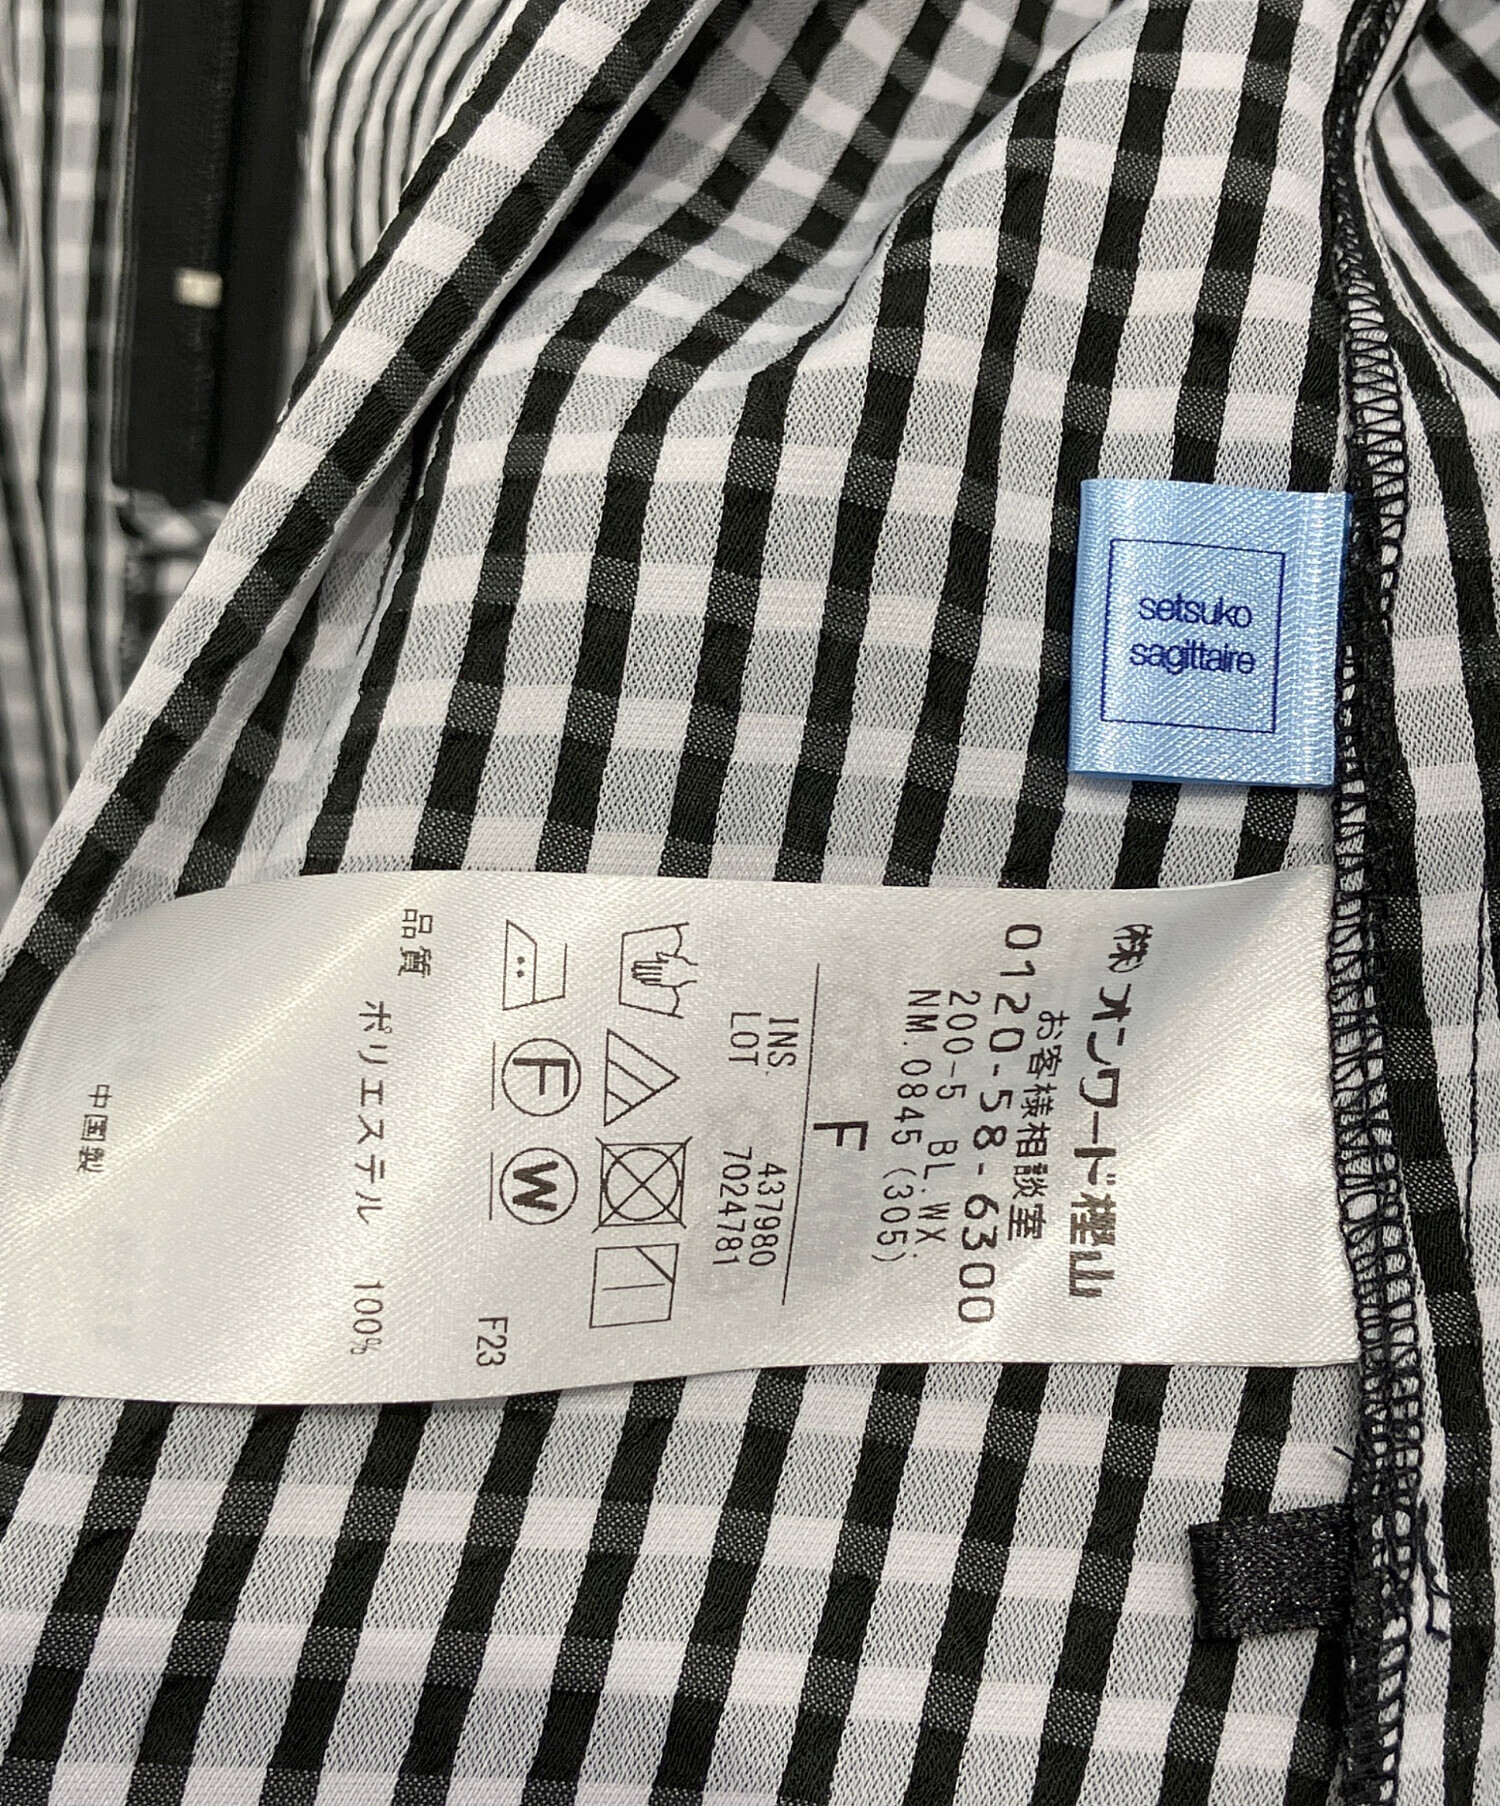 setsuko
sagittaire
㈱オンワード樫山
お客様相談室
0120-58-6300
200-5 BL.WX
NM.0845(305)
F
INS. 437980
LOT 7024781
F
W
F23
品質
ポリエステル 100%
中国製